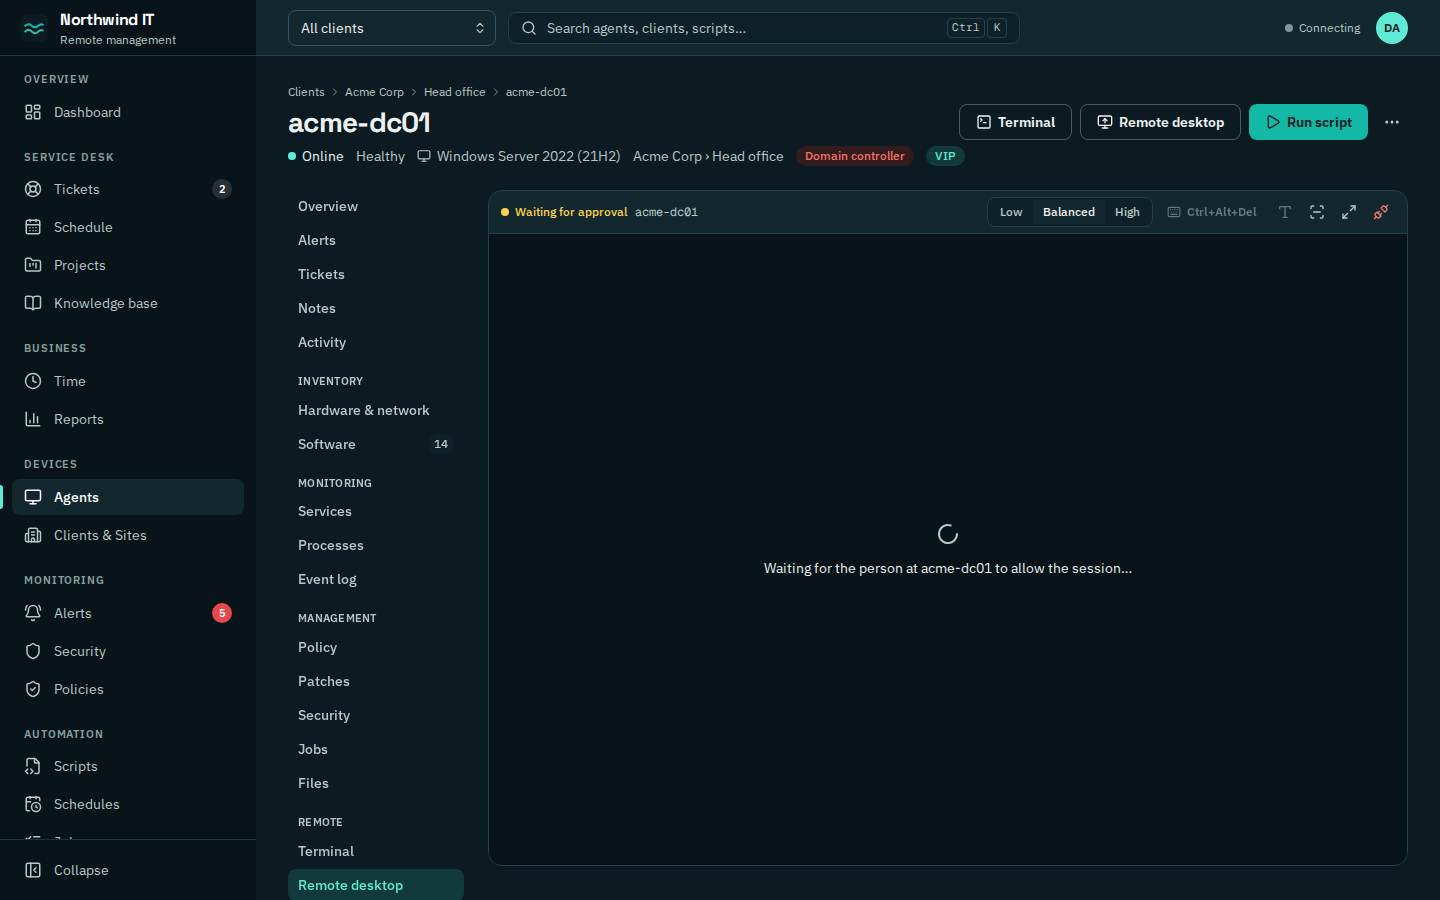 Northwind IT
Remote management
OVERVIEW
Dashboard
SERVICE DESK
Tickets 2
Schedule
Projects
Knowledge base
BUSINESS
Time
Reports
DEVICES
Agents
Clients & Sites
MONITORING
Alerts 5
Security
Policies
AUTOMATION
Scripts
Schedules
Collapse
All clients
Search agents, clients, scripts... Ctrl K
Connecting DA
Clients > Acme Corp > Head office > acme-dc01
acme-dc01
Terminal Remote desktop Run script
Online Healthy Windows Server 2022 (21H2) Acme Corp › Head office Domain controller VIP
Overview
Alerts
Tickets
Notes
Activity
INVENTORY
Hardware & network
Software 14
MONITORING
Services
Processes
Event log
MANAGEMENT
Policy
Patches
Security
Jobs
Files
REMOTE
Terminal
Remote desktop
Waiting for approval acme-dc01 Low Balanced High Ctrl+Alt+Del
Waiting for the person at acme-dc01 to allow the session...